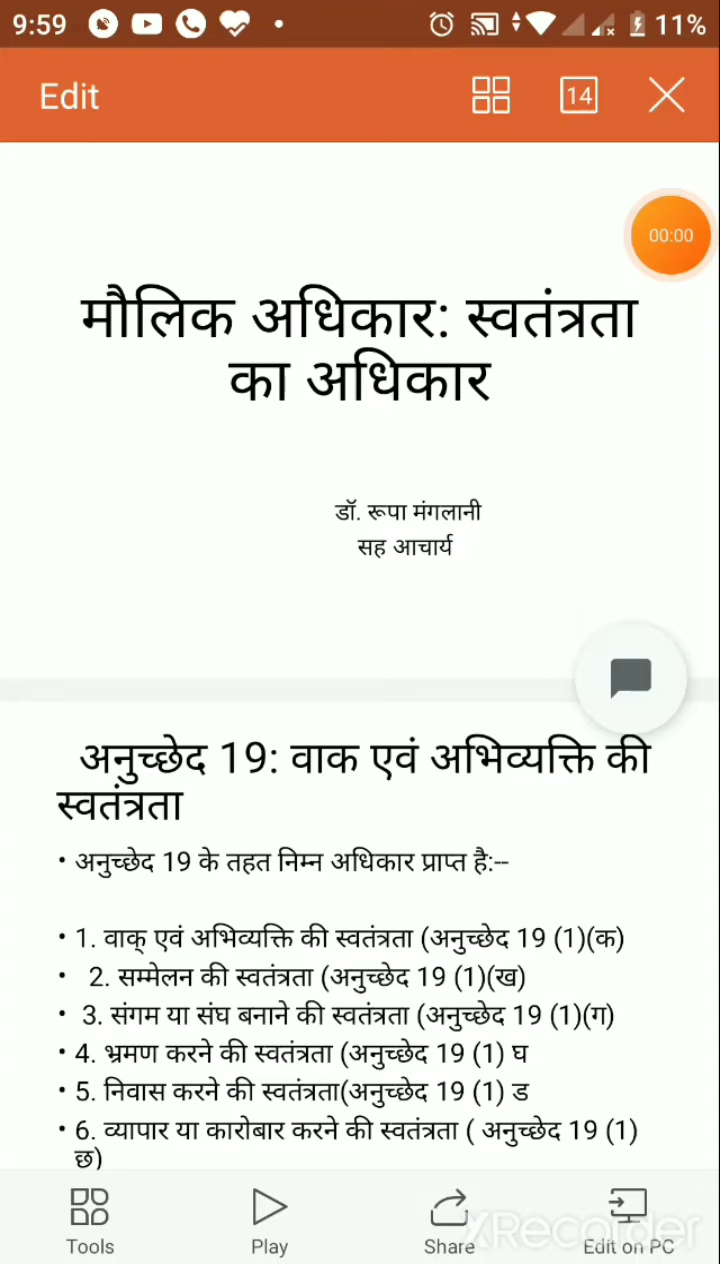 9:59
11%
Edit
14
00:00
मौलिक अधिकार: स्वतंत्रता
का अधिकार
डॉ. रूपा मंगलानी
सह आचार्य
अनुच्छेद 19: वाक एवं अभिव्यक्ति की
स्वतंत्रता
• अनुच्छेद 19 के तहत निम्न अधिकार प्राप्त है:--
• 1. वाक् एवं अभिव्यक्ति की स्वतंत्रता (अनुच्छेद 19 (1)(क)
• 2. सम्मेलन की स्वतंत्रता (अनुच्छेद 19 (1)(ख)
• 3. संगम या संघ बनाने की स्वतंत्रता (अनुच्छेद 19 (1)(ग)
• 4. भ्रमण करने की स्वतंत्रता (अनुच्छेद 19 (1) घ
• 5. निवास करने की स्वतंत्रता(अनुच्छेद 19 (1) ड
• 6. व्यापार या कारोबार करने की स्वतंत्रता ( अनुच्छेद 19 (1)
छ)
XRecorder
Tools
Play
Share
Edit on PC